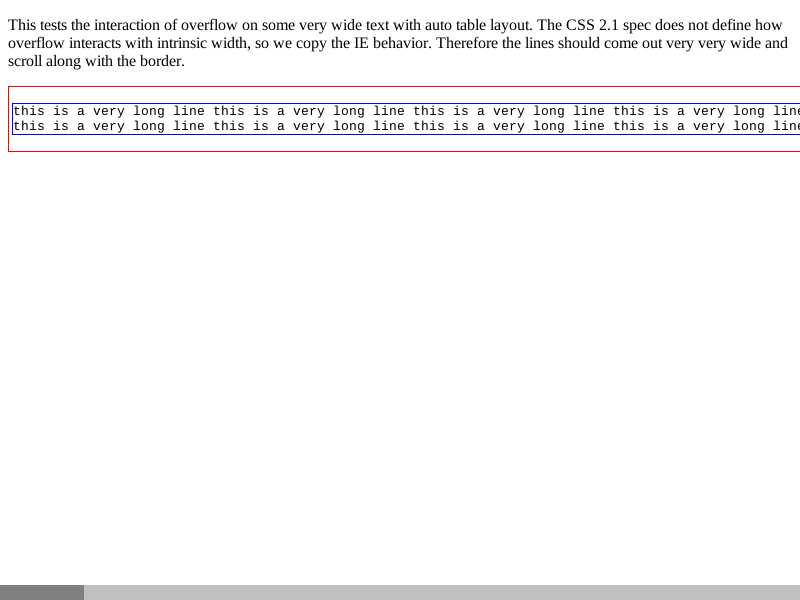 This tests the interaction of overflow on some very wide text with auto table layout. The CSS 2.1 spec does not define how
overflow interacts with intrinsic width, so we copy the IE behavior. Therefore the lines should come out very very wide and
scroll along with the border.
this is a very long line this is a very long line this is a very long line this is a very long line
this is a very long line this is a very long line this is a very long line this is a very long line